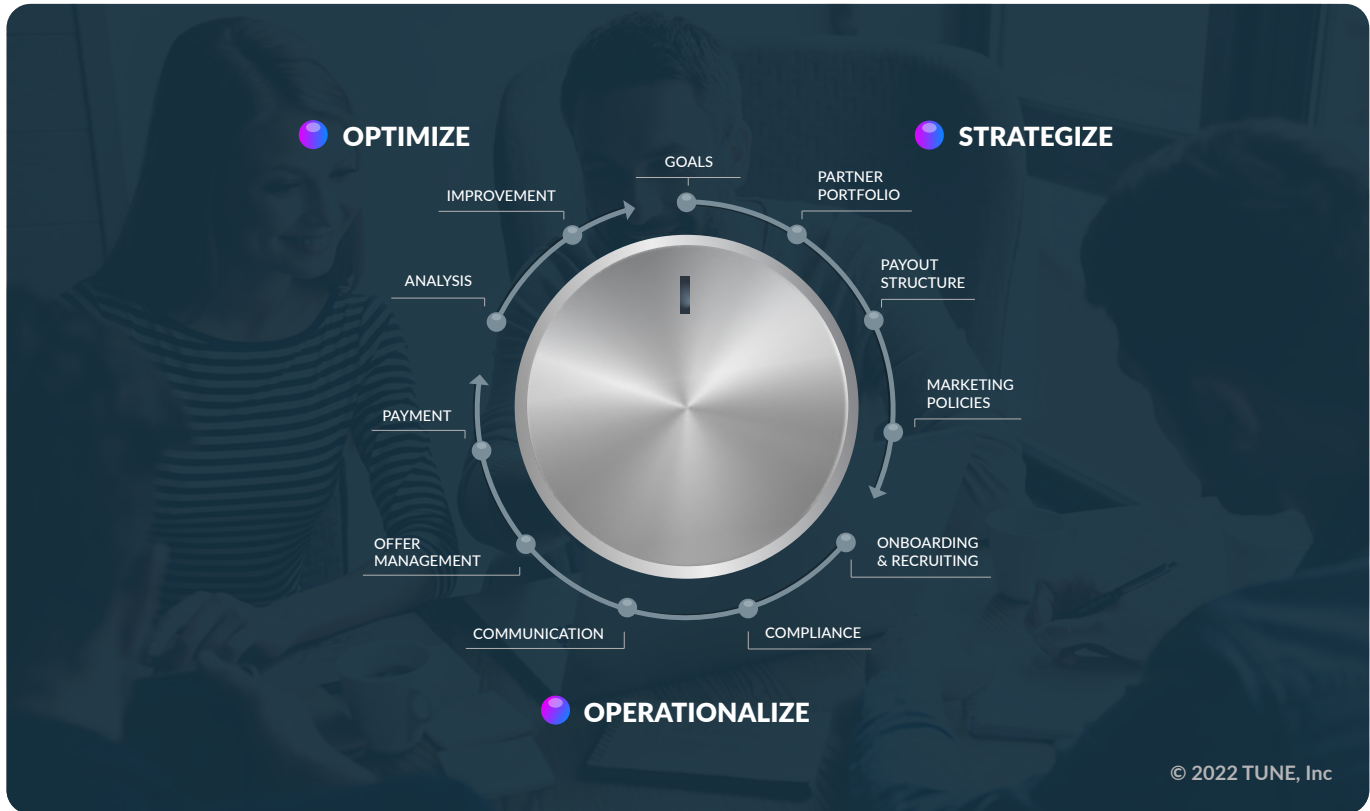 OPTIMIZE
STRATEGIZE
GOALS
PARTNER
PORTFOLIO
IMPROVEMENT
PAYOUT
STRUCTURE
ANALYSIS
MARKETING
POLICIES
PAYMENT
ONBOARDING
& RECRUITING
OFFER
MANAGEMENT
COMMUNICATION
COMPLIANCE
OPERATIONALIZE
© 2022 TUNE, Inc